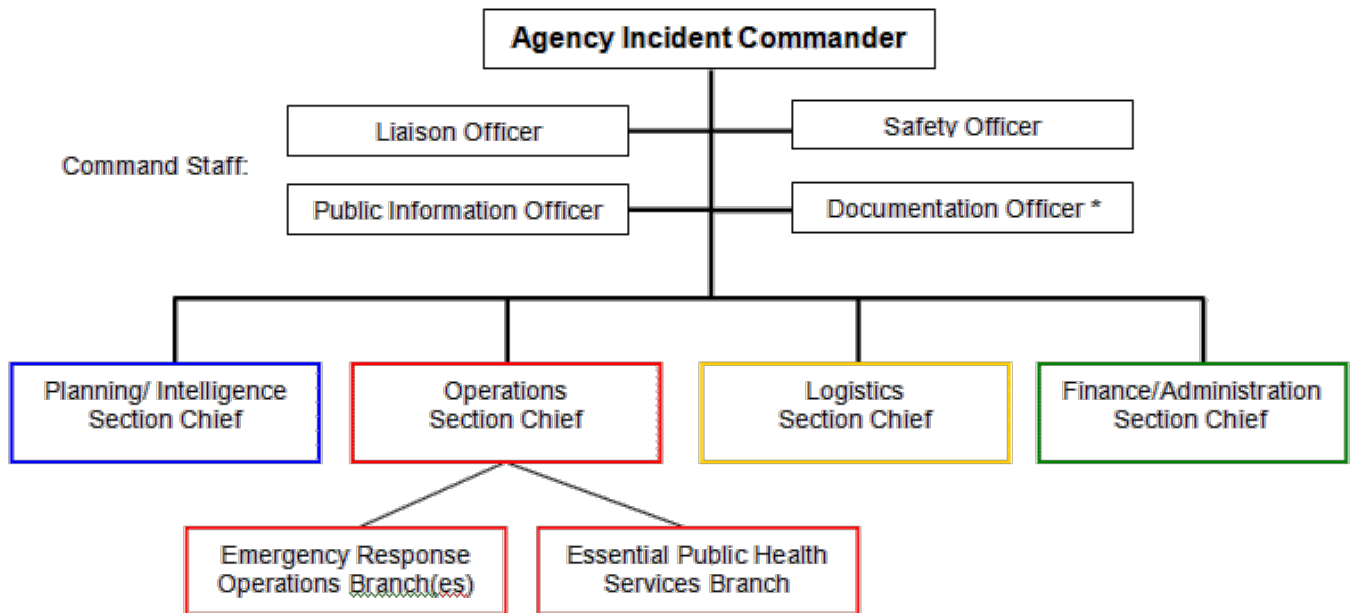 Agency Incident Commander
Liaison Officer
Safety Officer
Command Staff:
Public Information Officer
Documentation Officer *
Planning/ Intelligence
Section Chief
Operations
Section Chief
Logistics
Section Chief
Finance/Administration
Section Chief
Emergency Response
Operations Branch(es)
Essential Public Health
Services Branch